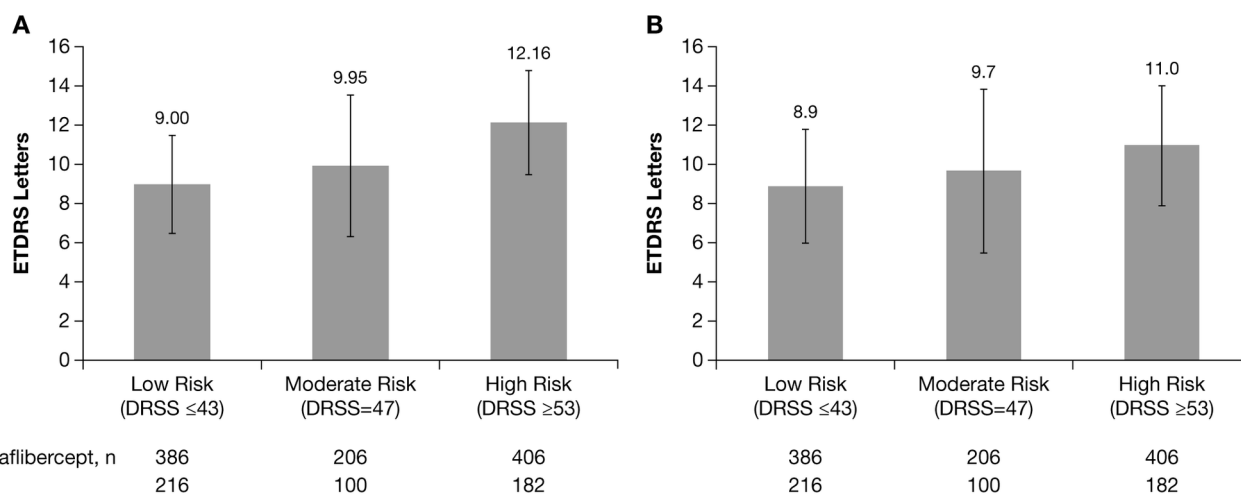 A
ETDRS Letters
16
14
12
10
8
6
4
2
0
9.00
9.95
12.16
Low Risk
(DRSS ≤43)
Moderate Risk
(DRSS=47)
High Risk
(DRSS ≥53)
B
ETDRS Letters
16
14
12
10
8
6
4
2
0
8.9
9.7
11.0
Low Risk
(DRSS ≤43)
Moderate Risk
(DRSS=47)
High Risk
(DRSS ≥53)
aflibercept, n 386 206 406 386 206 406
216 100 182 216 100 182